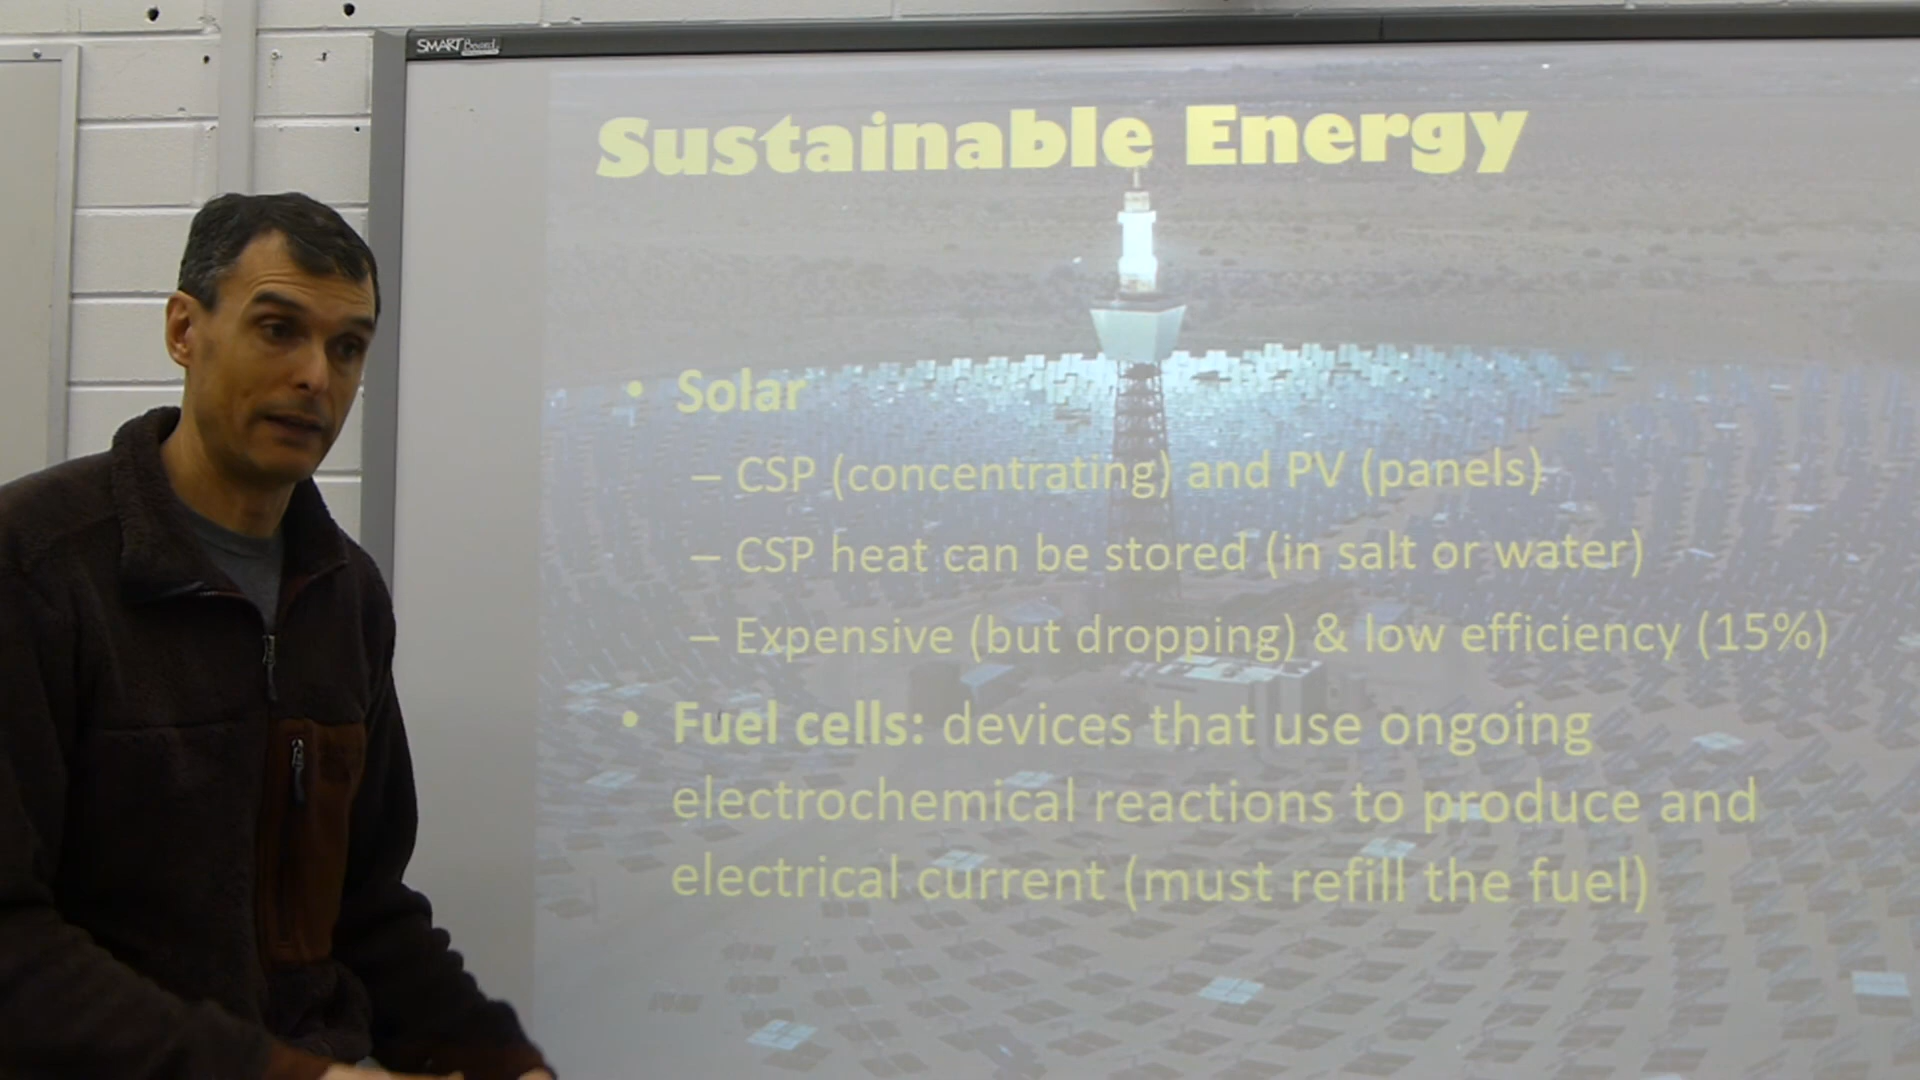 SMART Board
Sustainable Energy
• Solar
– CSP (concentrating) and PV (panels)
– CSP heat can be stored (in salt or water)
– Expensive (but dropping) & low efficiency (15%)
• Fuel cells: devices that use ongoing
electrochemical reactions to produce and
electrical current (must refill the fuel)